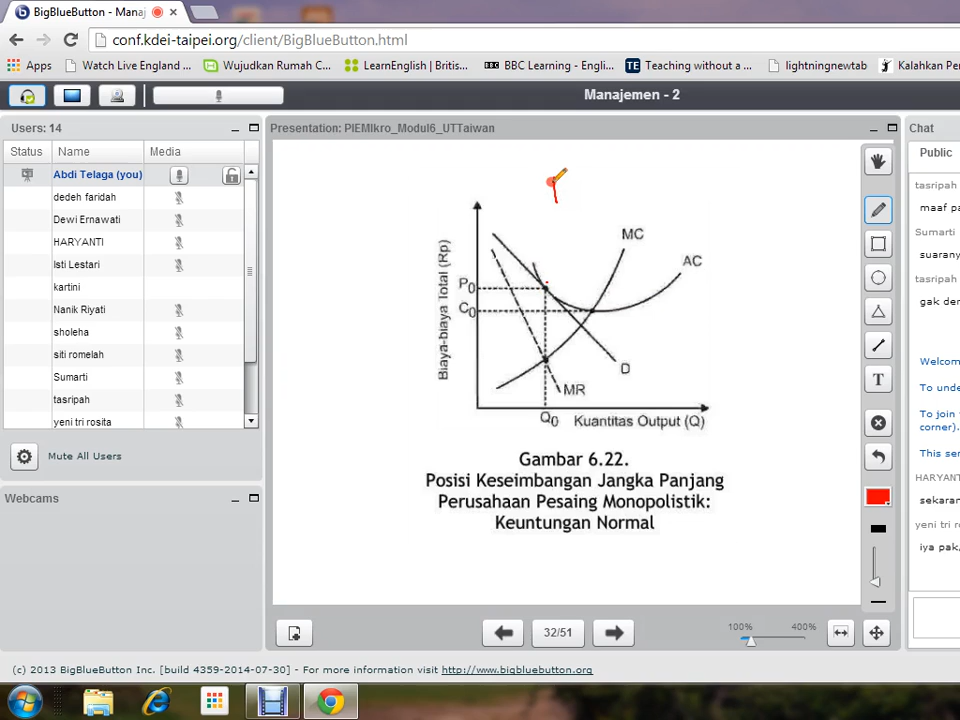 BigBlueButton - Manaj
conf.kdei-taipei.org/client/BigBlueButton.html
Apps Watch Live England ... Wujudkan Rumah C... LearnEnglish | Britis... BBC BBC Learning - Engli... TE Teaching without a ... lightningnewtab Kalahkan Pe
Manajemen - 2
Users: 14
Status Name Media
Abdi Telaga (you)
dedeh faridah
Dewi Ernawati
HARYANTI
Isti Lestari
kartini
Nanik Riyati
sholeha
siti romelah
Sumarti
tasripah
yeni tri rosita
Mute All Users
Webcams
Presentation: PIEMIkro_Modul6_UTTaiwan
Biaya-biaya Total (Rp)
MC
AC
P0
C0
D
MR
Q0 Kuantitas Output (Q)
Gambar 6.22.
Posisi Keseimbangan Jangka Panjang
Perusahaan Pesaing Monopolistik:
Keuntungan Normal
T
32/51
100% 400%
Chat
Public
tasripah
maaf pa
Sumarti
suarany
tasripah
gak der
Welcom
To unde
To join
corner).
This ser
HARYANT
sekaran
yeni tri r
iya pak,
(c) 2013 BigBlueButton Inc. [build 4359-2014-07-30] - For more information visit http://www.bigbluebutton.org